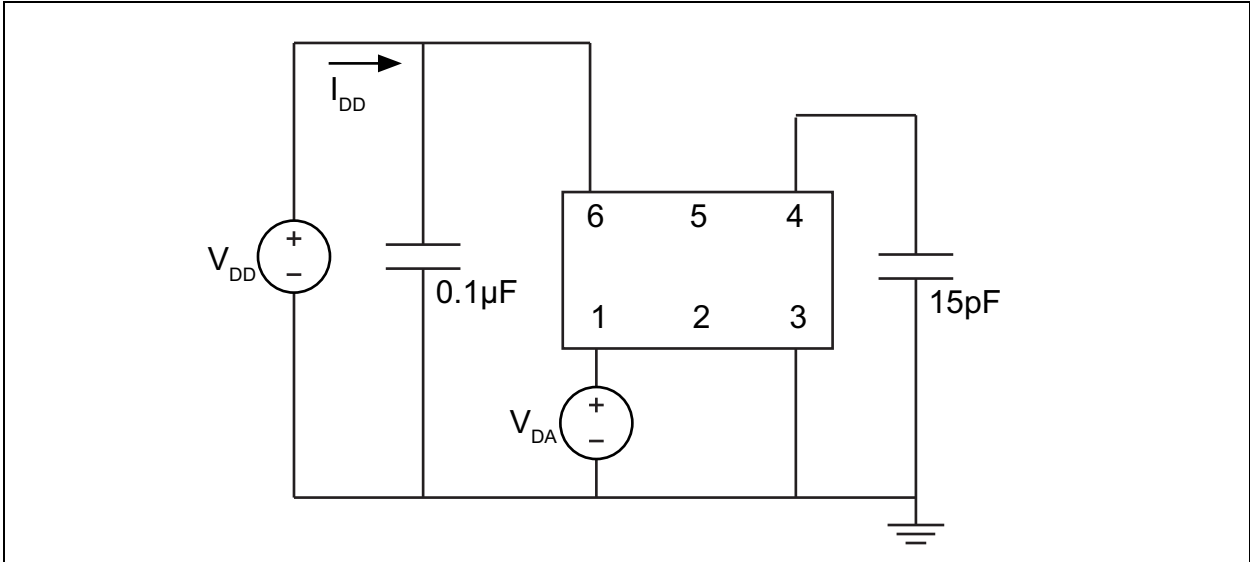 I_DD
6 5 4
+
V_DD
−
0.1µF
15pF
1 2 3
+
V_DA
−